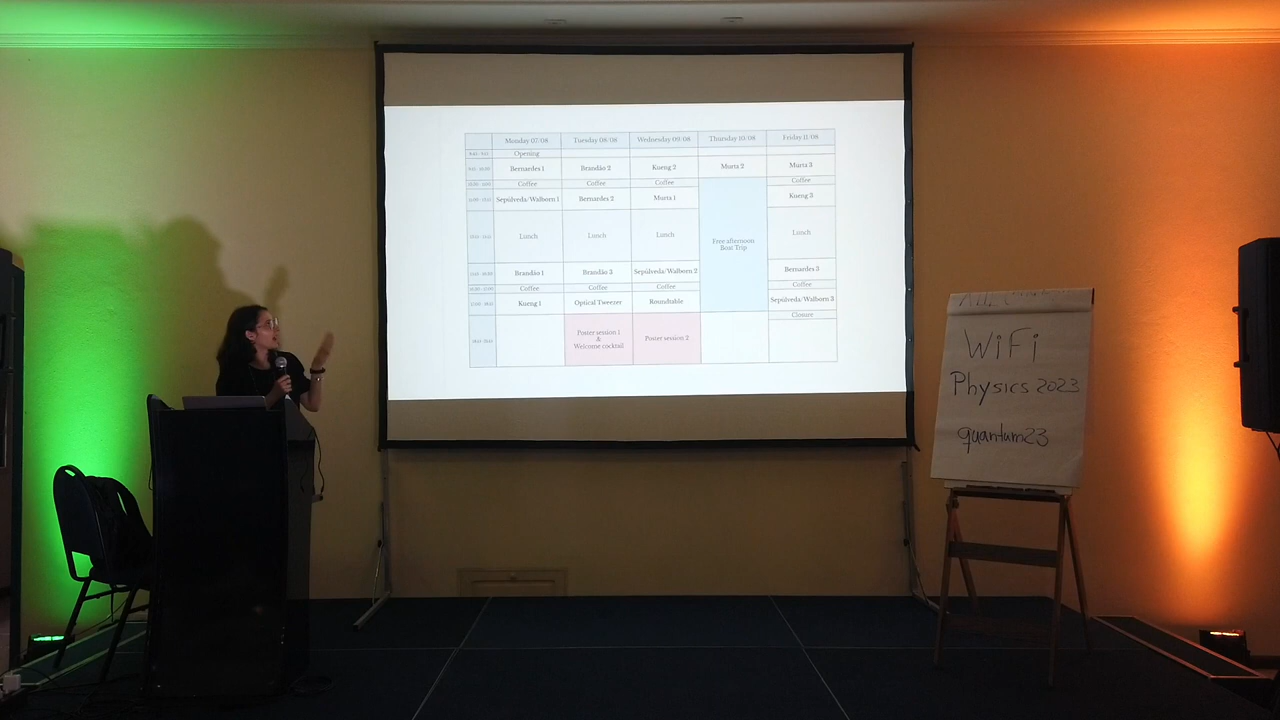 Monday 07/08 Tuesday 08/08 Wednesday 09/08 Thursday 10/08 Friday 11/08
Opening
Bernardes 1 Brandão 2 Kueng 2 Murta 2 Murta 3
Coffee Coffee Coffee Coffee
Sepúlveda/Walborn 1 Bernardes 2 Murta 1 Kueng 3
Lunch Lunch Lunch Free afternoon Lunch
Boat Trip
Brandão 1 Brandão 3 Sepúlveda/Walborn 2 Bernardes 3
Coffee Coffee Coffee Coffee
Kueng 1 Optical Tweezer Roundtable Sepúlveda/Walborn 3
Closure
Poster session 1
&
Welcome cocktail
Poster session 2
WiFi
Physics 2023
quantum23